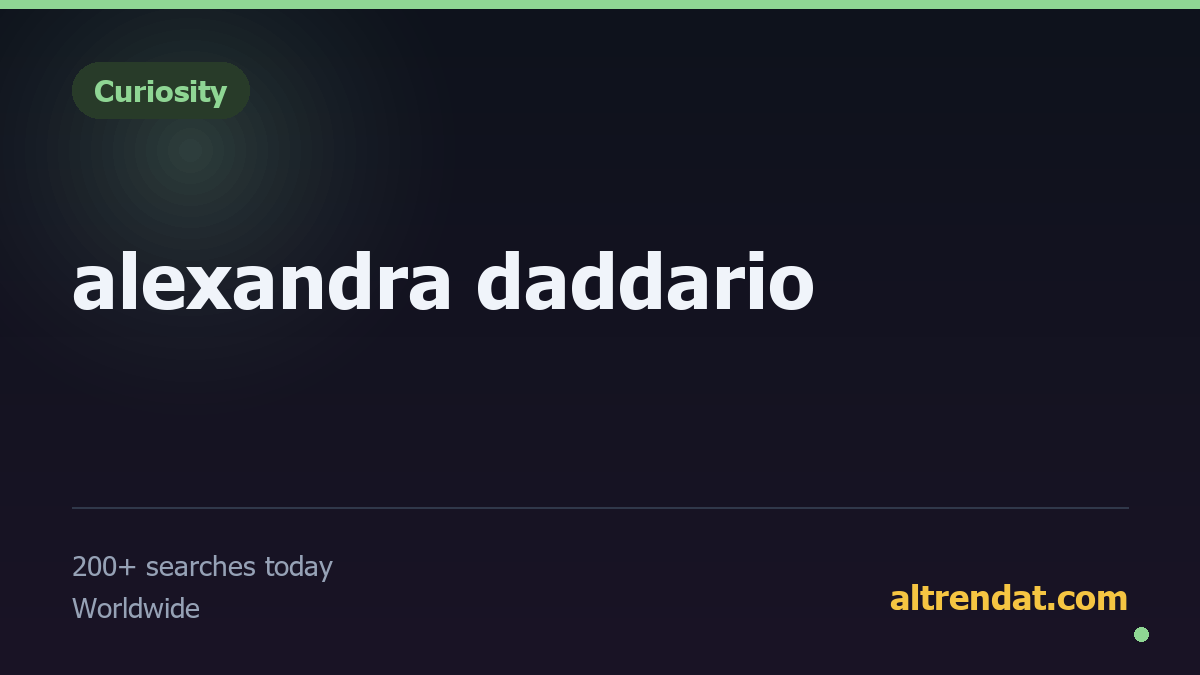 Curiosity
alexandra daddario
200+ searches today
Worldwide
altrendat.com